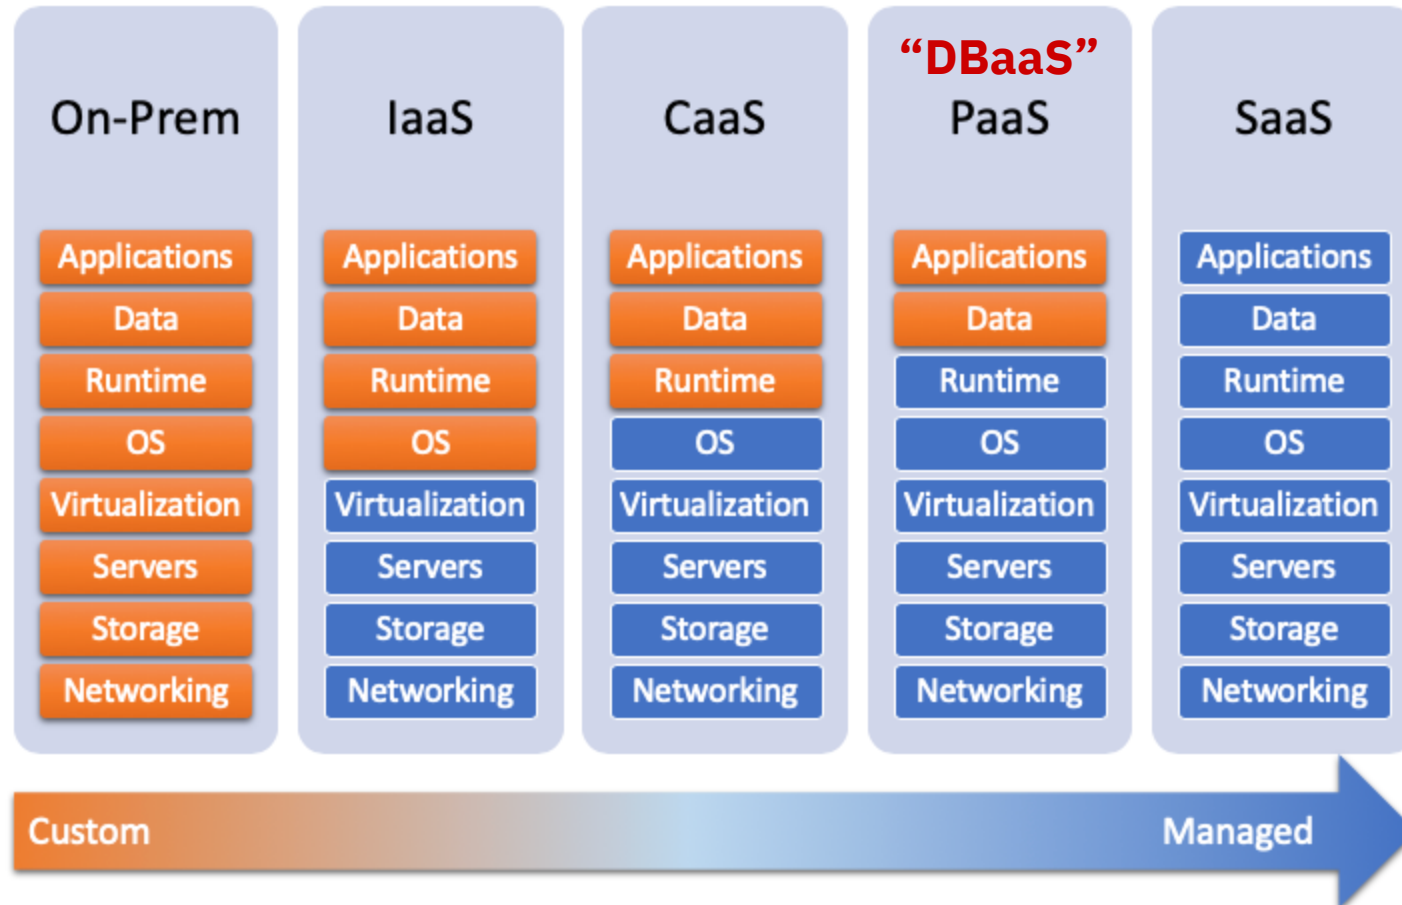 On-Prem
Applications
Data
Runtime
OS
Virtualization
Servers
Storage
Networking
IaaS
Applications
Data
Runtime
OS
Virtualization
Servers
Storage
Networking
CaaS
Applications
Data
Runtime
OS
Virtualization
Servers
Storage
Networking
“DBaaS”
PaaS
Applications
Data
Runtime
OS
Virtualization
Servers
Storage
Networking
SaaS
Applications
Data
Runtime
OS
Virtualization
Servers
Storage
Networking
Custom
Managed